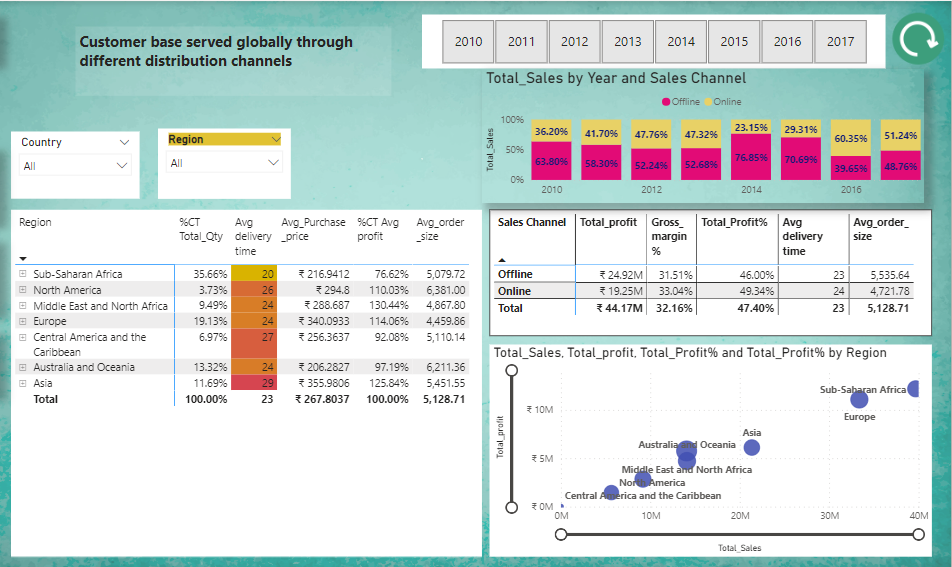 Customer base served globally through
different distribution channels
2010 2011 2012 2013 2014 2015 2016 2017
Total_Sales by Year and Sales Channel
Offline Online
Total_Sales
100%
50%
0%
36.20% 41.70% 47.76% 47.32% 23.15% 29.31% 60.35% 51.24%
63.80% 58.30% 52.24% 52.68% 76.85% 70.69% 39.65% 48.76%
2010 2012 2014 2016
Country
All
Region
All
Region %CT Total_Qty Avg delivery time Avg_Purchase_price %CT Avg profit Avg_order_size
Sub-Saharan Africa 35.66% 20 ₹ 216.9412 76.62% 5,079.72
North America 3.73% 26 ₹ 294.8 110.03% 6,381.00
Middle East and North Africa 9.49% 24 ₹ 288.687 130.44% 4,867.80
Europe 19.13% 24 ₹ 340.0933 114.06% 4,459.86
Central America and the Caribbean 6.97% 27 ₹ 256.3637 92.08% 5,110.14
Australia and Oceania 13.32% 24 ₹ 206.2827 97.19% 6,211.36
Asia 11.69% 29 ₹ 355.9806 125.84% 5,451.55
Total 100.00% 23 ₹ 267.8037 100.00% 5,128.71
Sales Channel Total_profit Gross_margin % Total_Profit% Avg delivery time Avg_order_size
Offline ₹ 24.92M 31.51% 46.00% 23 5,535.64
Online ₹ 19.25M 33.04% 49.34% 24 4,721.78
Total ₹ 44.17M 32.16% 47.40% 23 5,128.71
Total_Sales, Total_profit, Total_Profit% and Total_Profit% by Region
Total_profit
₹ 10M
₹ 5M
₹ 0M
Sub-Saharan Africa
Europe
Asia
Australia and Oceania
Middle East and North Africa
North America
Central America and the Caribbean
0M 10M 20M 30M 40M
Total_Sales